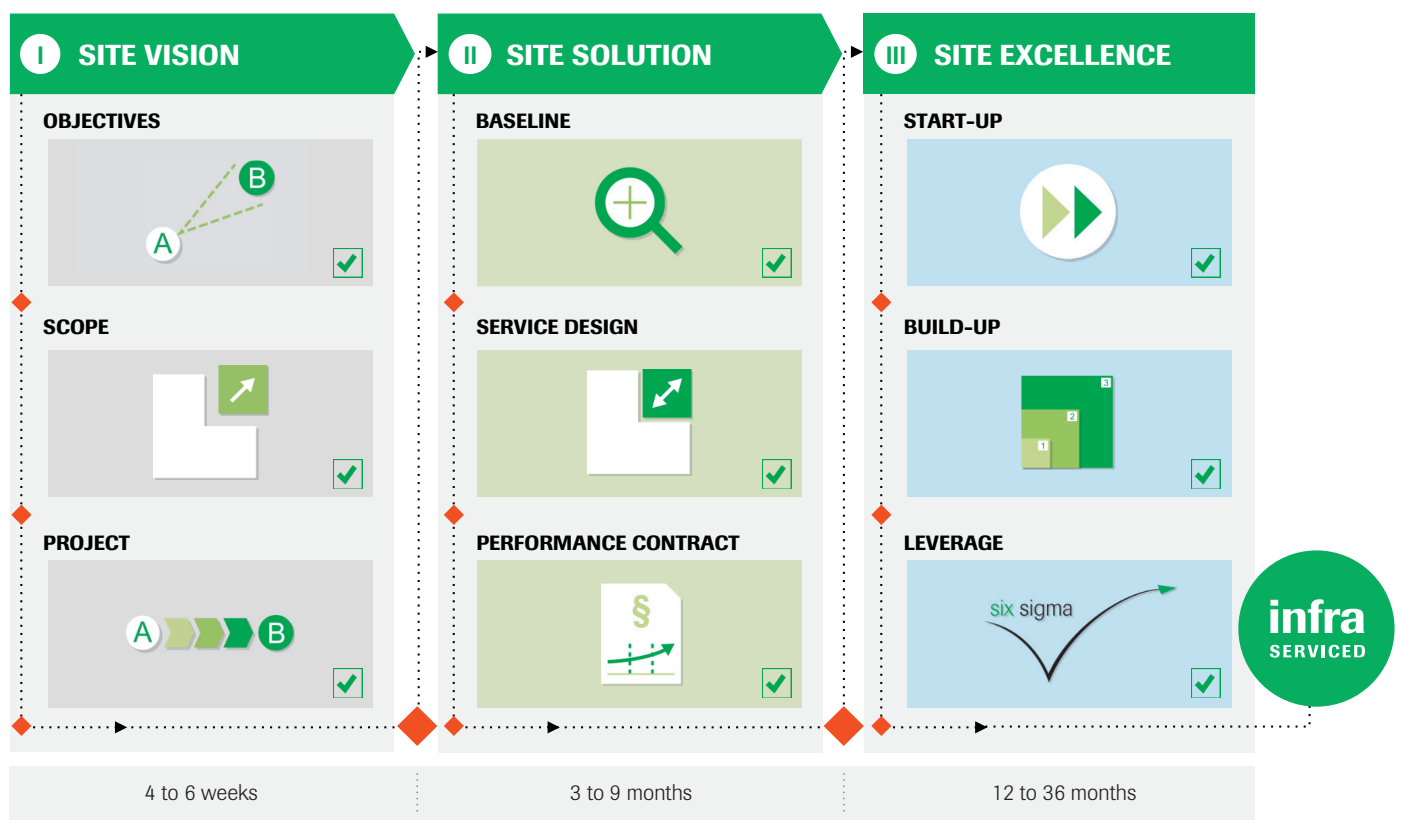 I SITE VISION
II SITE SOLUTION
III SITE EXCELLENCE
OBJECTIVES
A
B
SCOPE
PROJECT
A B
BASELINE
SERVICE DESIGN
PERFORMANCE CONTRACT
§
START-UP
BUILD-UP
1
2
3
LEVERAGE
six sigma
infra
SERVICED
4 to 6 weeks
3 to 9 months
12 to 36 months